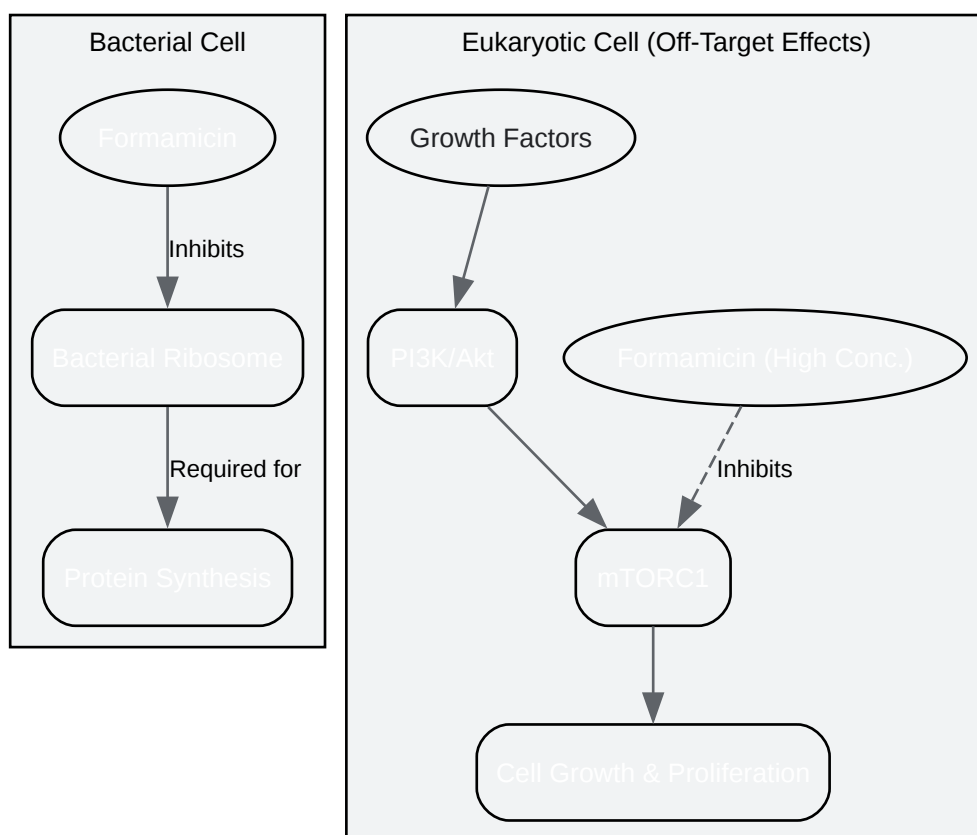 Bacterial Cell
Formamicin
Inhibits
Bacterial Ribosome
Required for
Protein Synthesis
Eukaryotic Cell (Off-Target Effects)
Growth Factors
PI3K/Akt
Formamicin (High Conc.)
Inhibits
mTORC1
Cell Growth & Proliferation